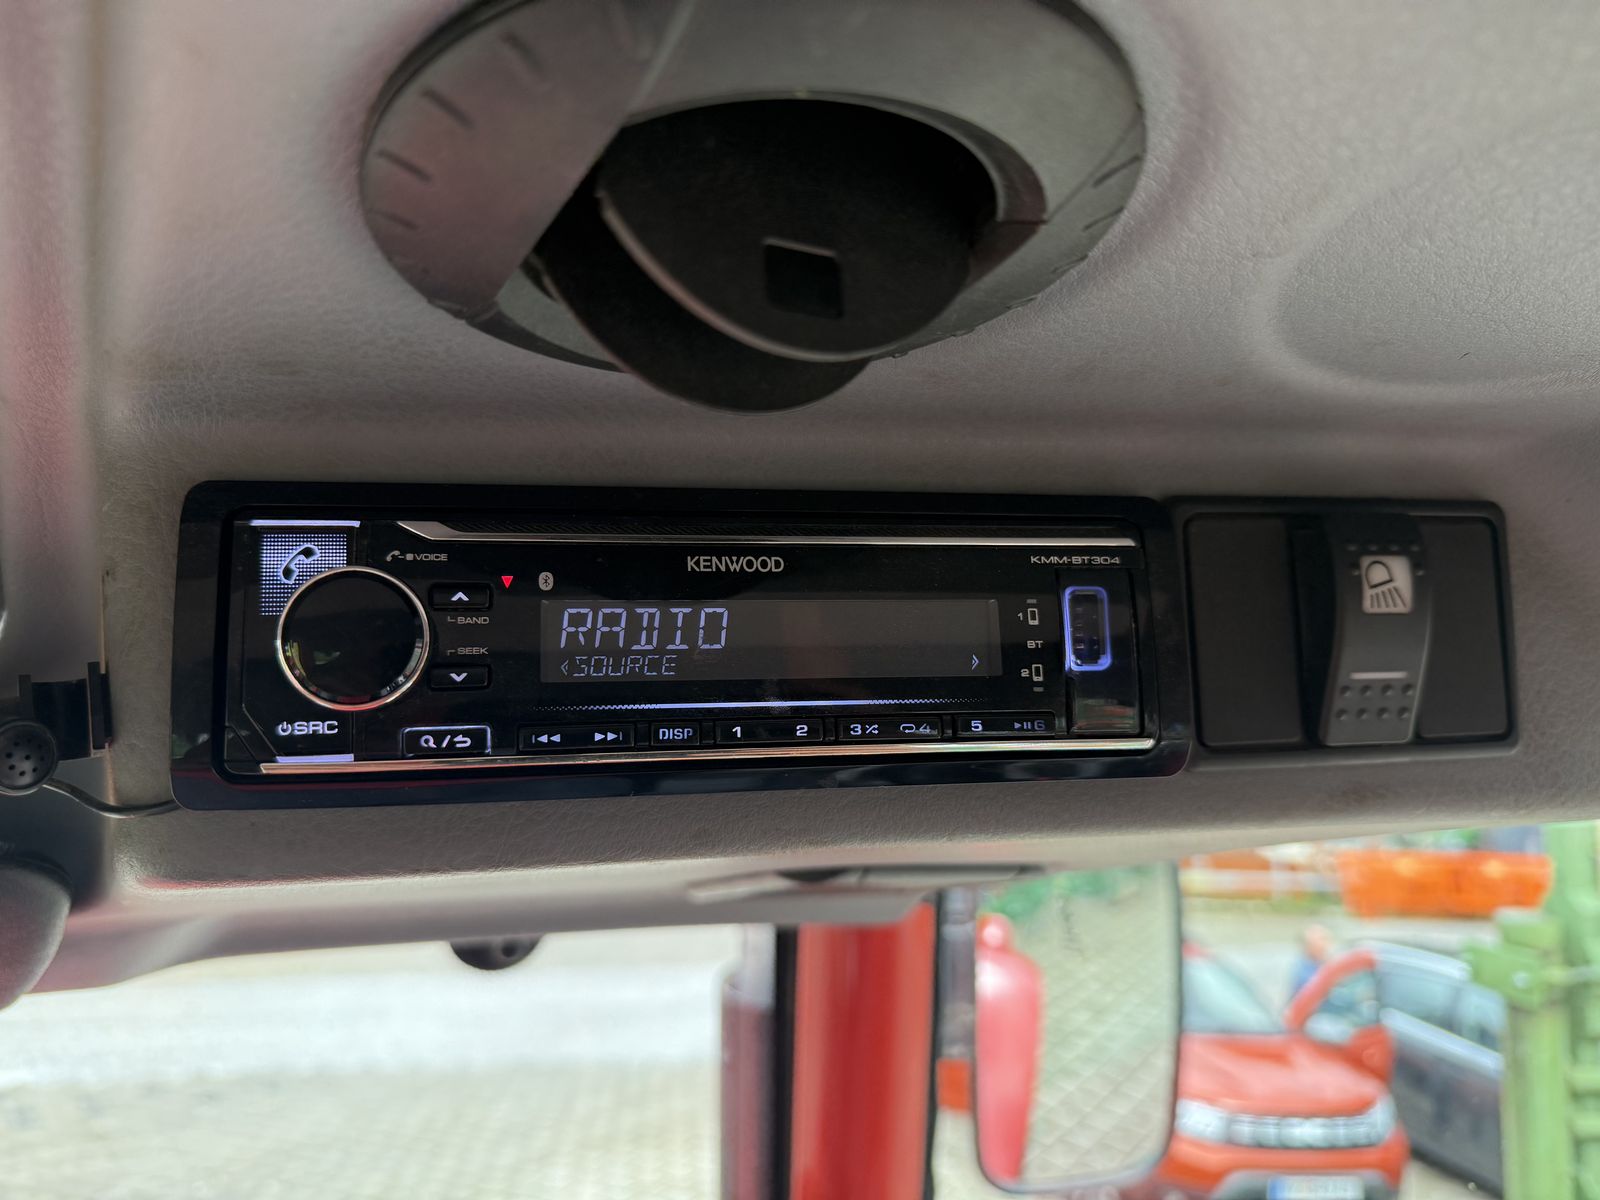 VOICE
KENWOOD
KMM-BT304
BAND
SEEK
RADIO
SOURCE
1
BT
2
SRC
DISP
1
2
3
4
5
6